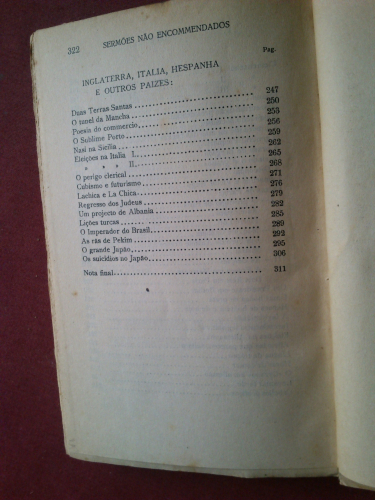 322 SERMÕES NÃO ENCOMMENDADOS
Pag.
INGLATERRA, ITALIA, HESPANHA
E OUTROS PAIZES:
Duas Terras Santas........................ 247
O tunel da Mancha........................ 250
Poesia do commercio........................ 253
O Sublime Porto........................ 256
Nasi na Sicilia........................ 259
Eleições na Italia I........................ 262
» » » II........................ 265
O perigo clerical........................ 268
Cubismo e futurismo........................ 271
Lachica e La Chica........................ 276
Regresso dos Judeus........................ 279
Um projecto de Albania........................ 282
Lições turcas........................ 285
O Imperador do Brasil........................ 289
As rãs de Pekim........................ 292
O grande Japão........................ 295
Os suicidios no Japão........................ 306
Nota final........................ 311